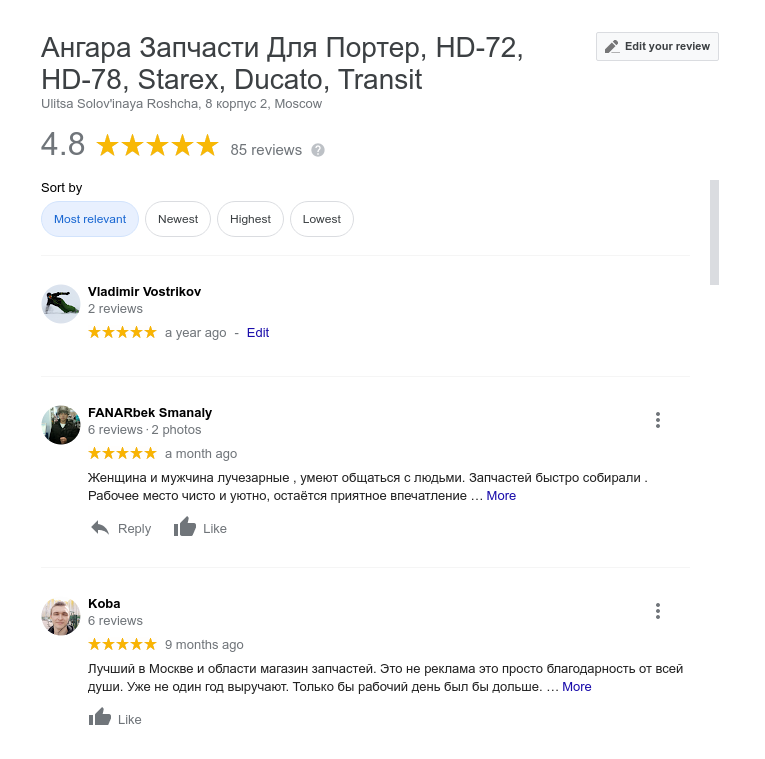 Ангара Запчасти Для Портер, HD-72,
HD-78, Starex, Ducato, Transit
Edit your review
Ulitsa Solov'inaya Roshcha, 8 корпус 2, Moscow
4.8 85 reviews ?
Sort by
Most relevant Newest Highest Lowest
Vladimir Vostrikov
2 reviews
a year ago - Edit
FANARbek Smanaly
6 reviews · 2 photos
a month ago
Женщина и мужчина лучезарные , умеют общаться с людьми. Запчастей быстро собирали .
Рабочее место чисто и уютно, остаётся приятное впечатление … More
Reply Like
Koba
6 reviews
9 months ago
Лучший в Москве и области магазин запчастей. Это не реклама это просто благодарность от всей
души. Уже не один год выручают. Только бы рабочий день был бы дольше. … More
Like